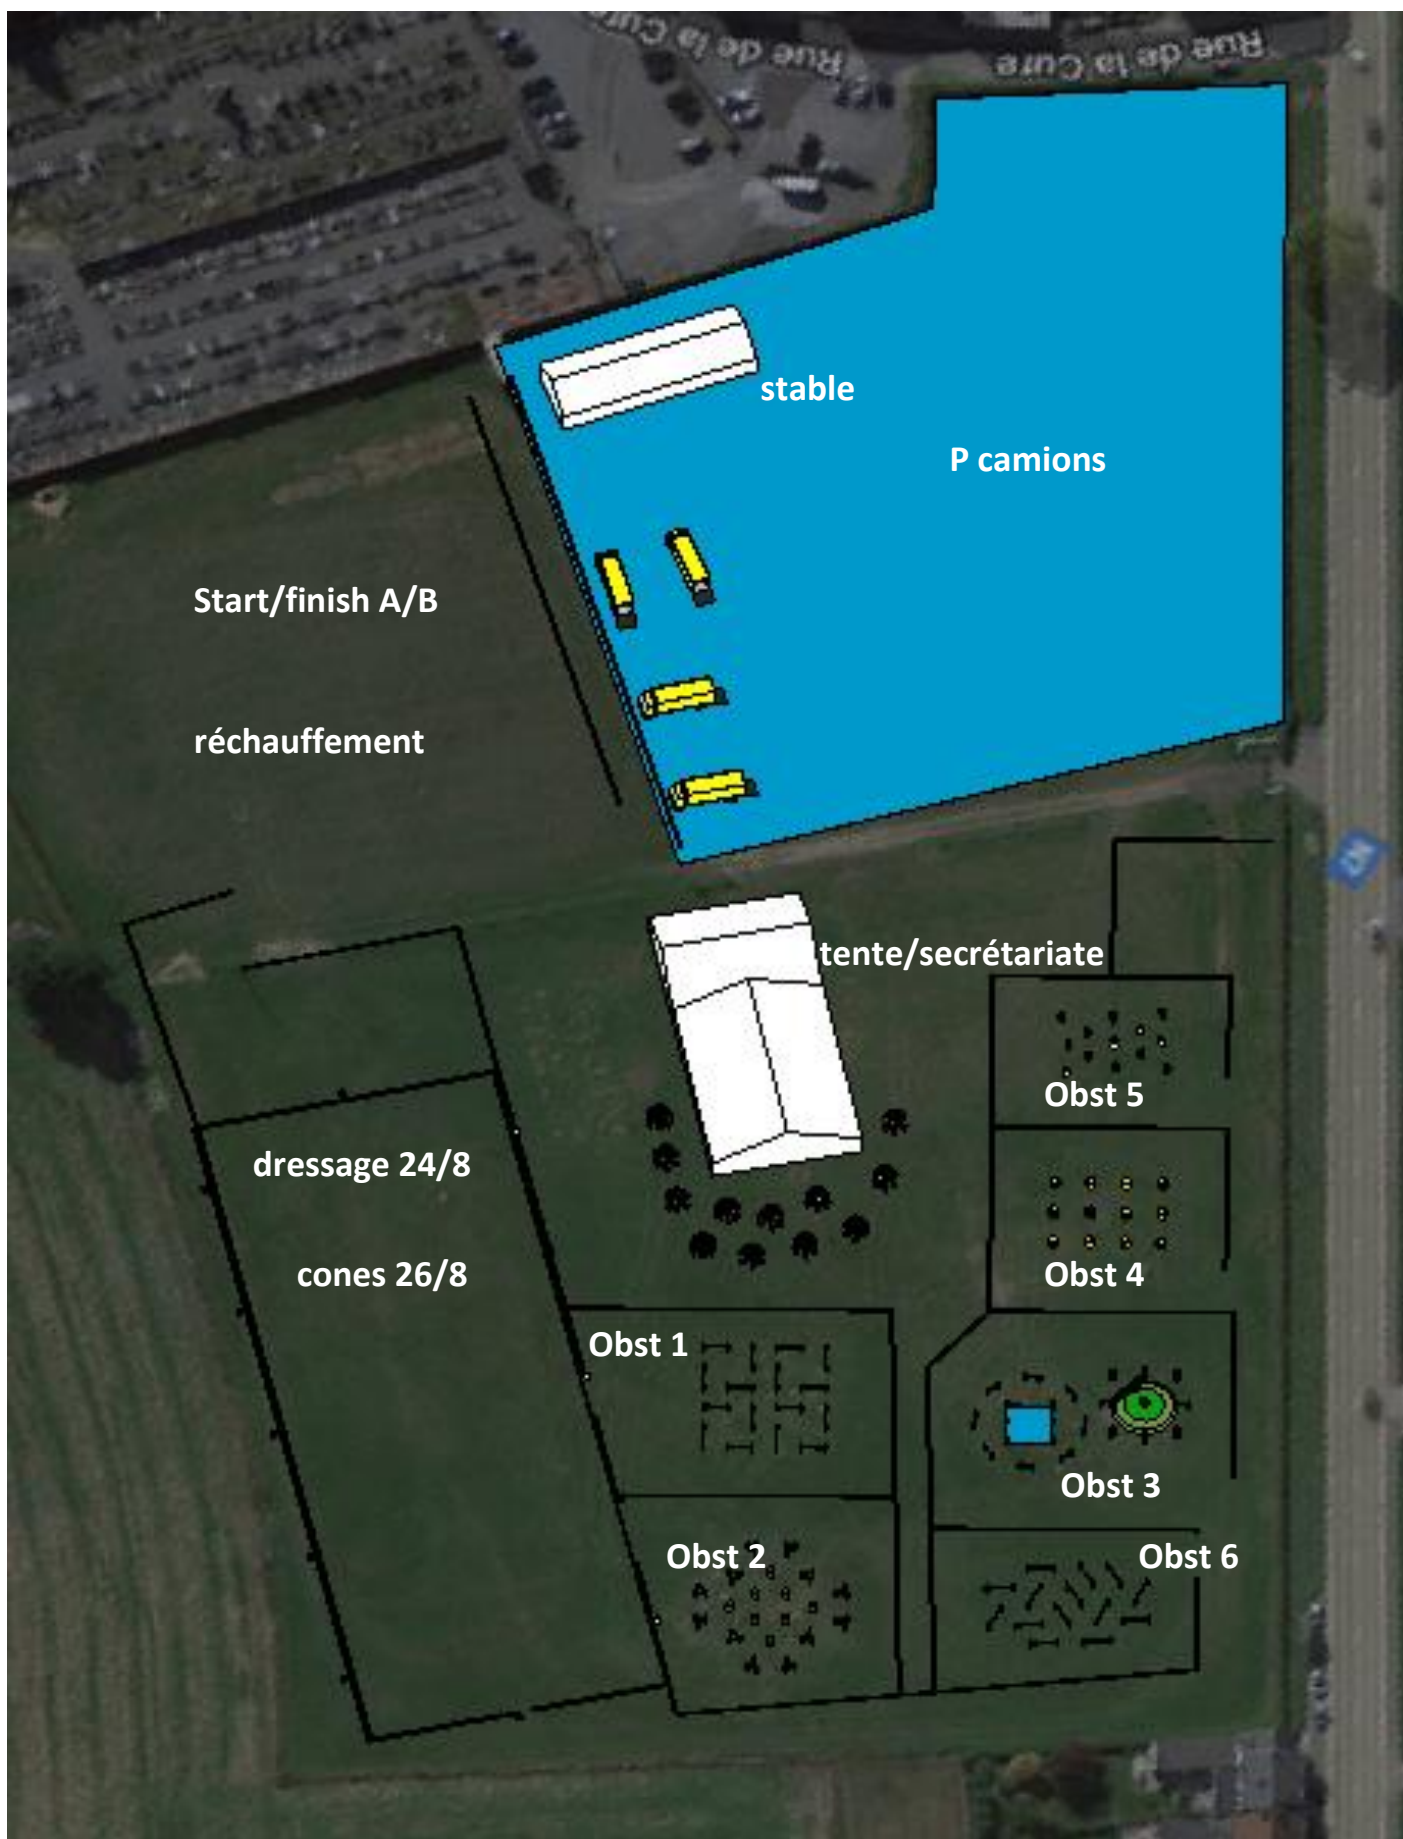 Rue de la Cure
Rue de la Cure
stable
P camions
Start/finish A/B
réchauffement
tente/secrétariate
Obst 5
dressage 24/8
cones 26/8
Obst 4
Obst 1
Obst 3
Obst 2
Obst 6